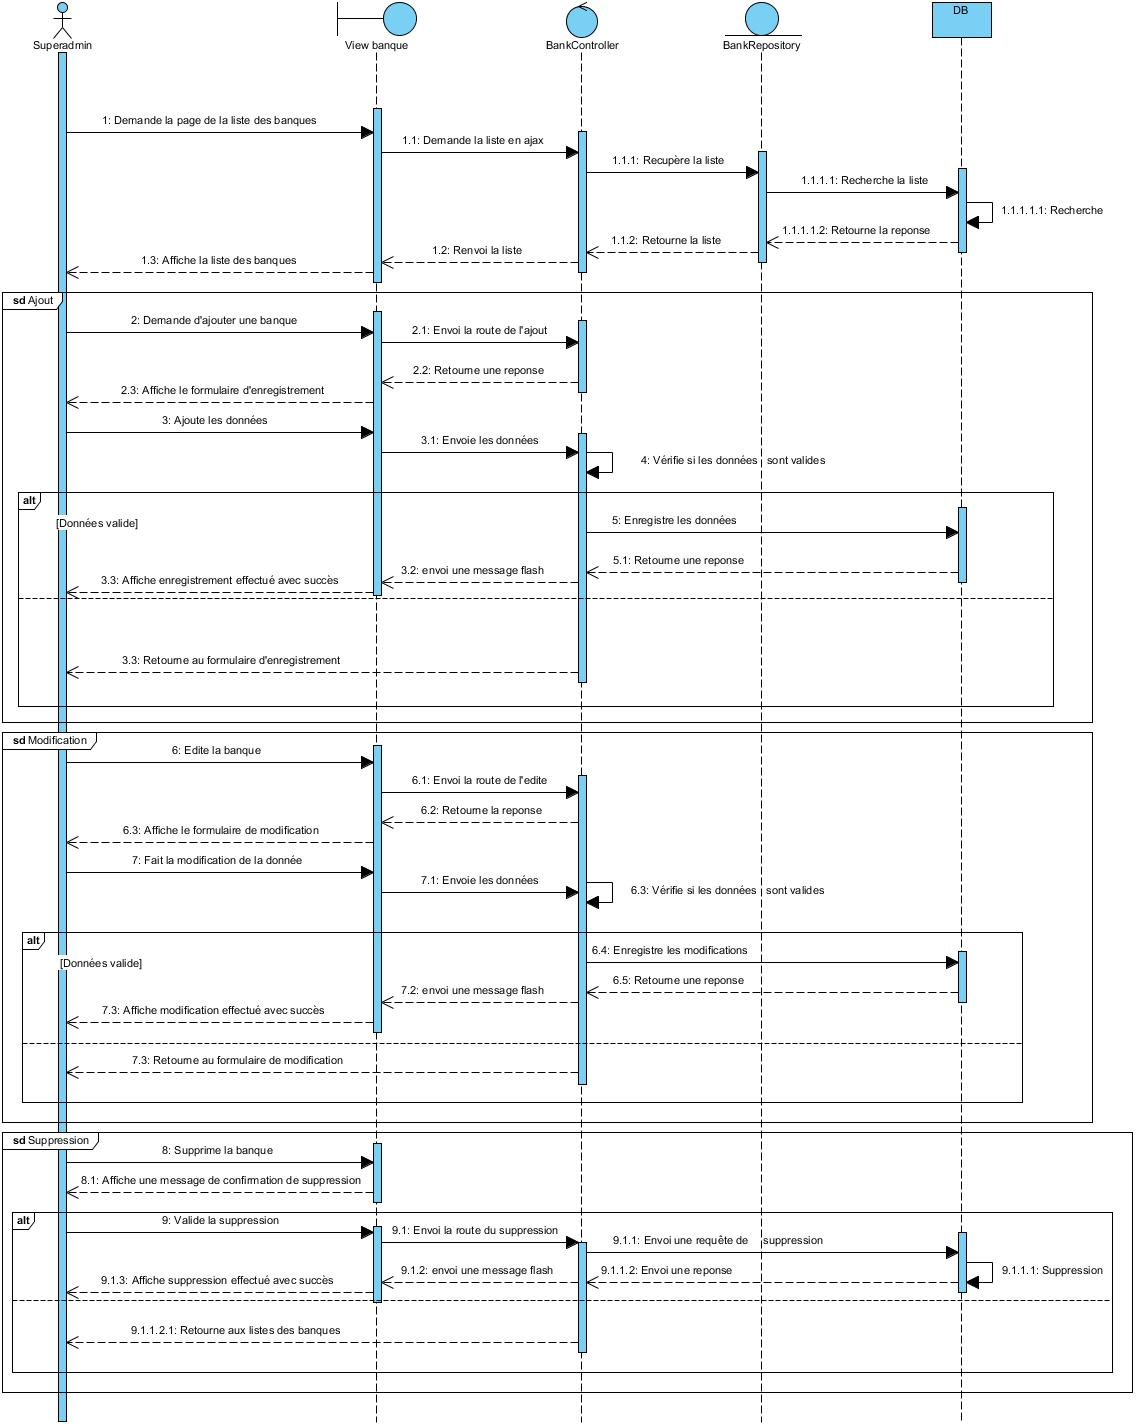 Superadmin
View banque
BankController
BankRepository
DB
1: Demande la page de la liste des banques
1.1: Demande la liste en ajax
1.1.1: Recupère la liste
1.1.1.1: Recherche la liste
1.1.1.1.1: Recherche
1.1.1.1.2: Retourne la reponse
1.1.2: Retourne la liste
1.2: Renvoi la liste
1.3: Affiche la liste des banques
sd Ajout
2: Demande d'ajouter une banque
2.1: Envoi la route de l'ajout
2.2: Retourne une reponse
2.3: Affiche le formulaire d'enregistrement
3: Ajoute les données
3.1: Envoie les données
4: Vérifie si les données sont valides
alt
[Données valide]
5: Enregistre les données
5.1: Retourne une reponse
3.2: envoi une message flash
3.3: Affiche enregistrement effectué avec succès
3.3: Retourne au formulaire d'enregistrement
sd Modification
6: Edite la banque
6.1: Envoi la route de l'edite
6.2: Retourne la reponse
6.3: Affiche le formulaire de modification
7: Fait la modification de la donnée
7.1: Envoie les données
6.3: Vérifie si les données sont valides
alt
[Données valide]
6.4: Enregistre les modifications
6.5: Retourne une reponse
7.2: envoi une message flash
7.3: Affiche modification effectué avec succès
7.3: Retourne au formulaire de modification
sd Suppression
8: Supprime la banque
8.1: Affiche une message de confirmation de suppression
alt
9: Valide la suppression
9.1: Envoi la route du suppression
9.1.1: Envoi une requête de suppression
9.1.1.1: Suppression
9.1.1.2: Envoi une reponse
9.1.2: envoi une message flash
9.1.3: Affiche suppression effectué avec succès
9.1.1.2.1: Retourne aux listes des banques